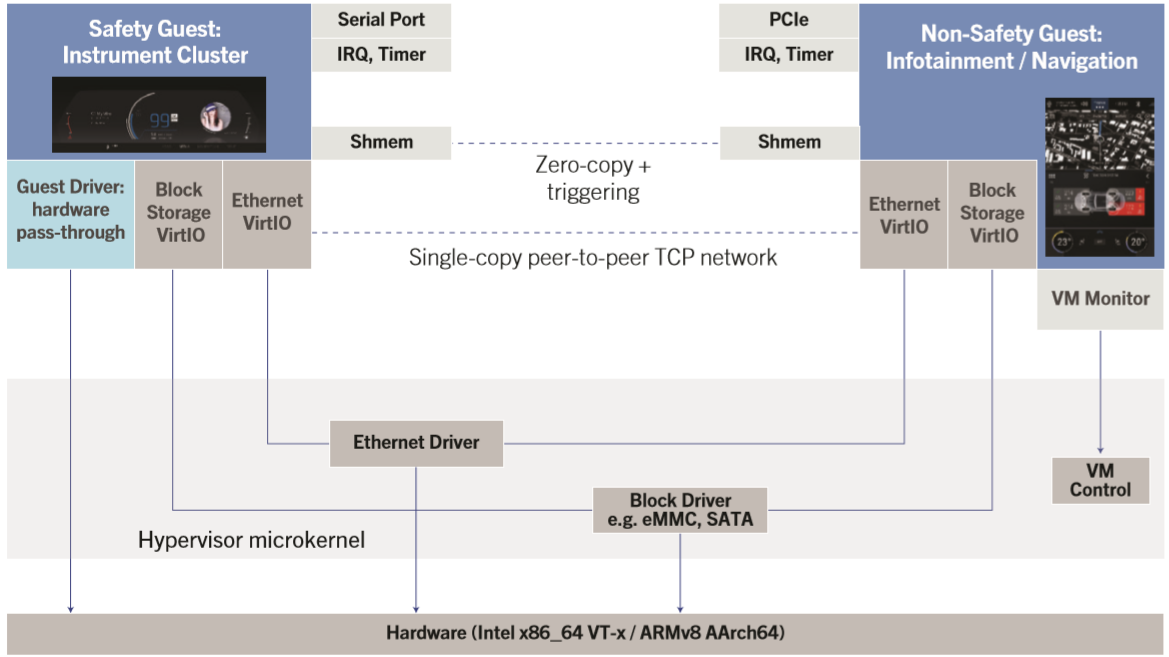 Safety Guest:
Instrument Cluster
99
Serial Port
IRQ, Timer
Shmem
PCIe
IRQ, Timer
Shmem
Non-Safety Guest:
Infotainment / Navigation
Zero-copy +
triggering
Guest Driver:
hardware
pass-through
Block
Storage
VirtIO
Ethernet
VirtIO
Single-copy peer-to-peer TCP network
Ethernet
VirtIO
Block
Storage
VirtIO
23°
20°
VM Monitor
Ethernet Driver
Block Driver
e.g. eMMC, SATA
VM
Control
Hypervisor microkernel
Hardware (Intel x86_64 VT-x / ARMv8 AArch64)